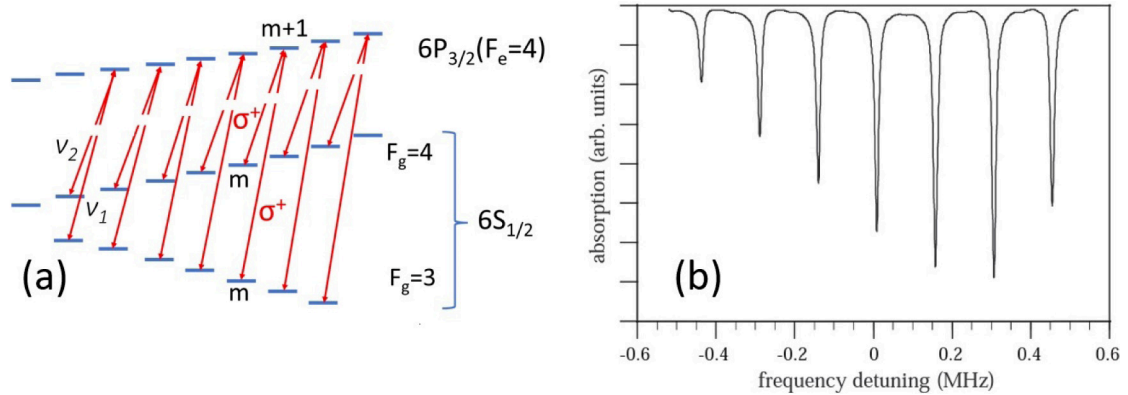 m+1
6P3/2(Fe=4)
σ+
ν2
Fg=4
m
ν1
σ+
6S1/2
Fg=3
m
(a)
absorption (arb. units)
(b)
-0.6 -0.4 -0.2 0 0.2 0.4 0.6
frequency detuning (MHz)